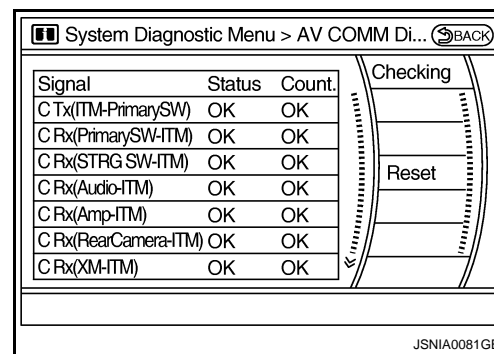 System Diagnostic Menu > AV COMM Di... BACK
Signal Status Count.
C Tx(ITM-PrimarySW) OK OK
C Rx(PrimarySW-ITM) OK OK
C Rx(STRG SW-ITM) OK OK
C Rx(Audio-ITM) OK OK
C Rx(Amp-ITM) OK OK
C Rx(RearCamera-ITM) OK OK
C Rx(XM-ITM) OK OK
Checking
Reset